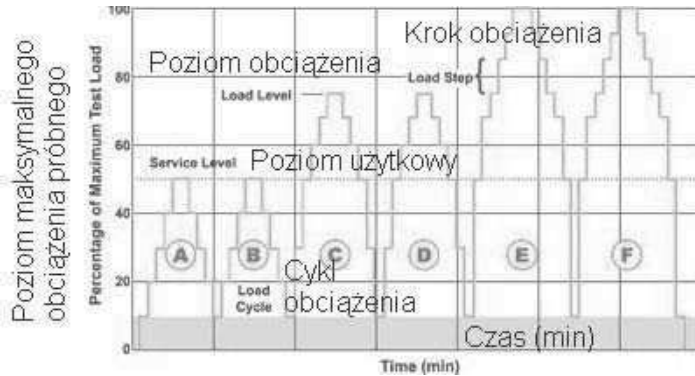 Poziom maksymalnego
obciążenia próbnego
Percentage of Maximum Test Load
100
80
60
40
20
0
Krok obciążenia
Poziom obciążenia
Load Step
Load Level
Service Level
Poziom użytkowy
A
B
C
D
E
F
Cykl
obciążenia
Load
Cycle
Czas (min)
Time (min)